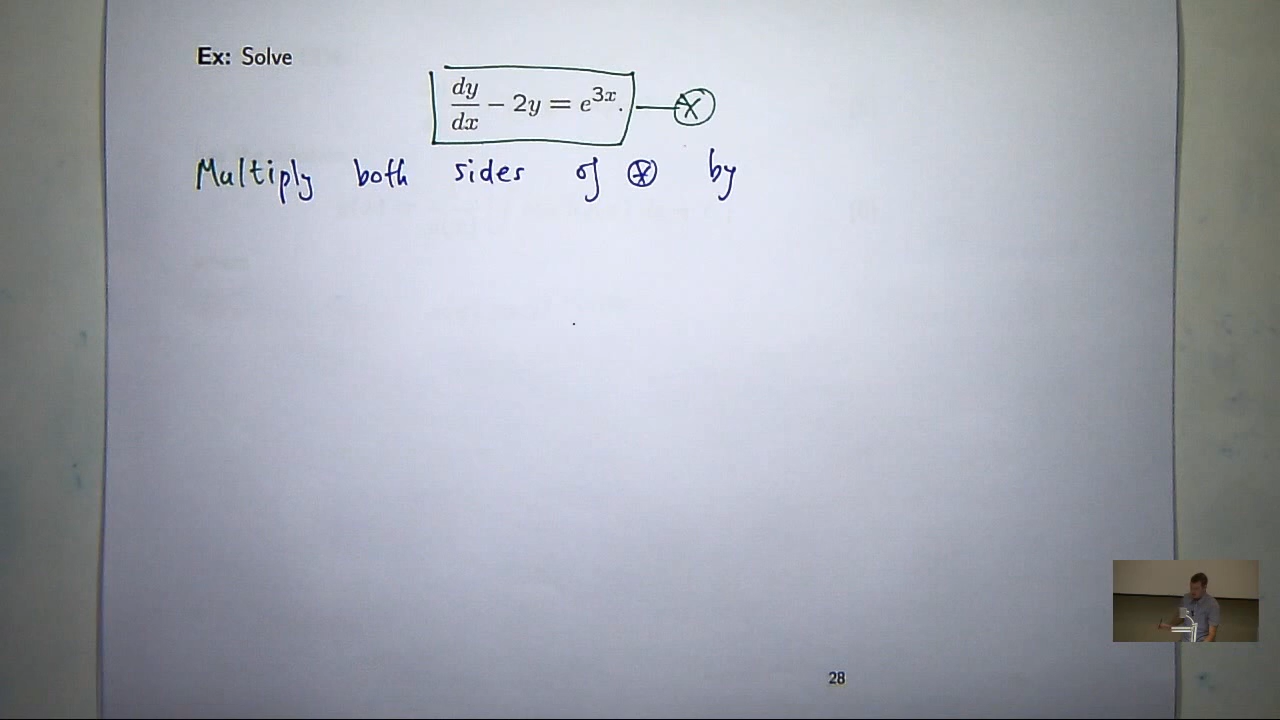 Ex: Solve
dy/dx − 2y = e^{3x}. — ⊛
Multiply both sides of ⊛ by
28